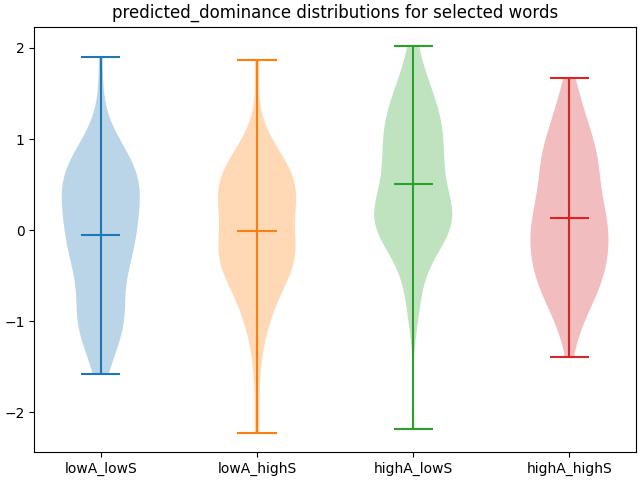 predicted_dominance distributions for selected words
2
1
0
−1
−2
lowA_lowS
lowA_highS
highA_lowS
highA_highS